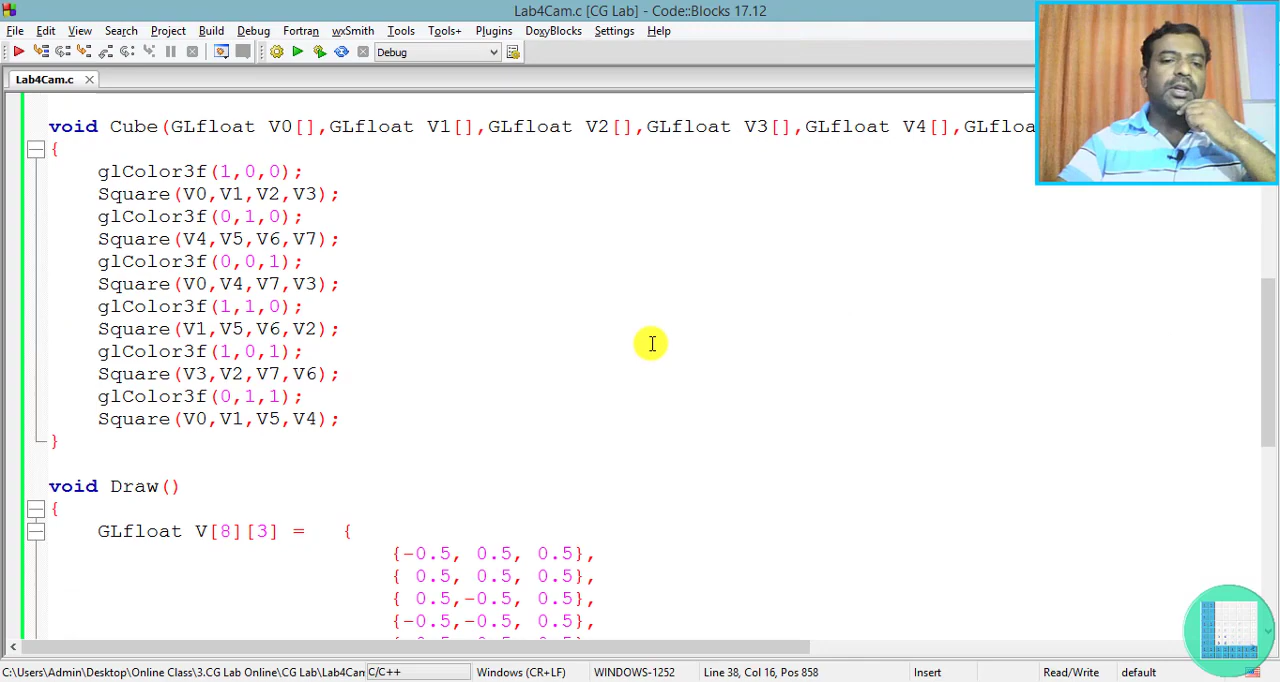 Lab4Cam.c [CG Lab] - Code::Blocks 17.12
File Edit View Search Project Build Debug Fortran wxSmith Tools Tools+ Plugins DoxyBlocks Settings Help
Debug
Lab4Cam.c
void Cube(GLfloat V0[],GLfloat V1[],GLfloat V2[],GLfloat V3[],GLfloat V4[],GLfloa
{
glColor3f(1,0,0);
Square(V0,V1,V2,V3);
glColor3f(0,1,0);
Square(V4,V5,V6,V7);
glColor3f(0,0,1);
Square(V0,V4,V7,V3);
glColor3f(1,1,0);
Square(V1,V5,V6,V2);
glColor3f(1,0,1);
Square(V3,V2,V7,V6);
glColor3f(0,1,1);
Square(V0,V1,V5,V4);
}
void Draw()
{
GLfloat V[8][3] = {
{-0.5, 0.5, 0.5},
{ 0.5, 0.5, 0.5},
{ 0.5,-0.5, 0.5},
{-0.5,-0.5, 0.5},
C:\Users\Admin\Desktop\Online Class\3.CG Lab Online\CG Lab\Lab4Cam C/C++ Windows (CR+LF) WINDOWS-1252 Line 38, Col 16, Pos 858 Insert Read/Write default